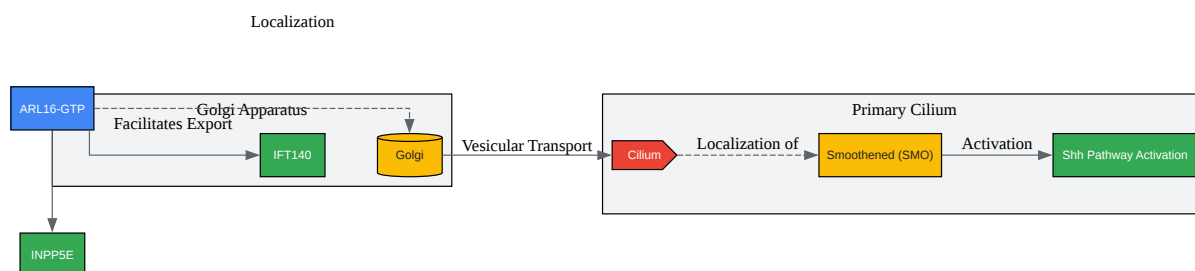 Localization
ARL16-GTP
Golgi Apparatus
Facilitates Export
IFT140
Golgi
Vesicular Transport
Primary Cilium
Cilium
Localization of
Smoothened (SMO)
Activation
Shh Pathway Activation
INPP5E